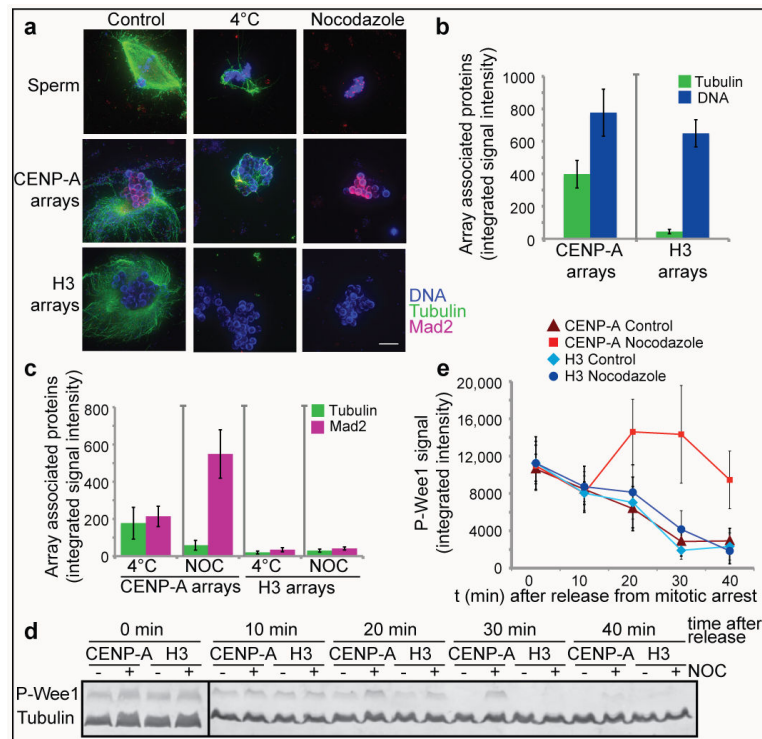 a
Control
4°C
Nocodazole
Sperm
CENP-A
arrays
H3
arrays
DNA
Tubulin
Mad2
b
Array associated proteins
(integrated signal intensity)
1000
800
600
400
200
0
Tubulin
DNA
CENP-A
arrays
H3
arrays
c
Array associated proteins
(integrated signal intensity)
800
600
400
200
0
Tubulin
Mad2
4°C
NOC
4°C
NOC
CENP-A arrays
H3 arrays
CENP-A Control
CENP-A Nocodazole
H3 Control
H3 Nocodazole
e
P-Wee1 signal
(integrated intensity)
20,000
16,000
12,000
8000
4000
0
0 10 20 30 40
t (min) after release from mitotic arrest
d
0 min 10 min 20 min 30 min 40 min
time after
release
CENP-A H3 CENP-A H3 CENP-A H3 CENP-A H3 CENP-A H3
- + - + - + - + - + - + - + - + - + - + NOC
P-Wee1
Tubulin